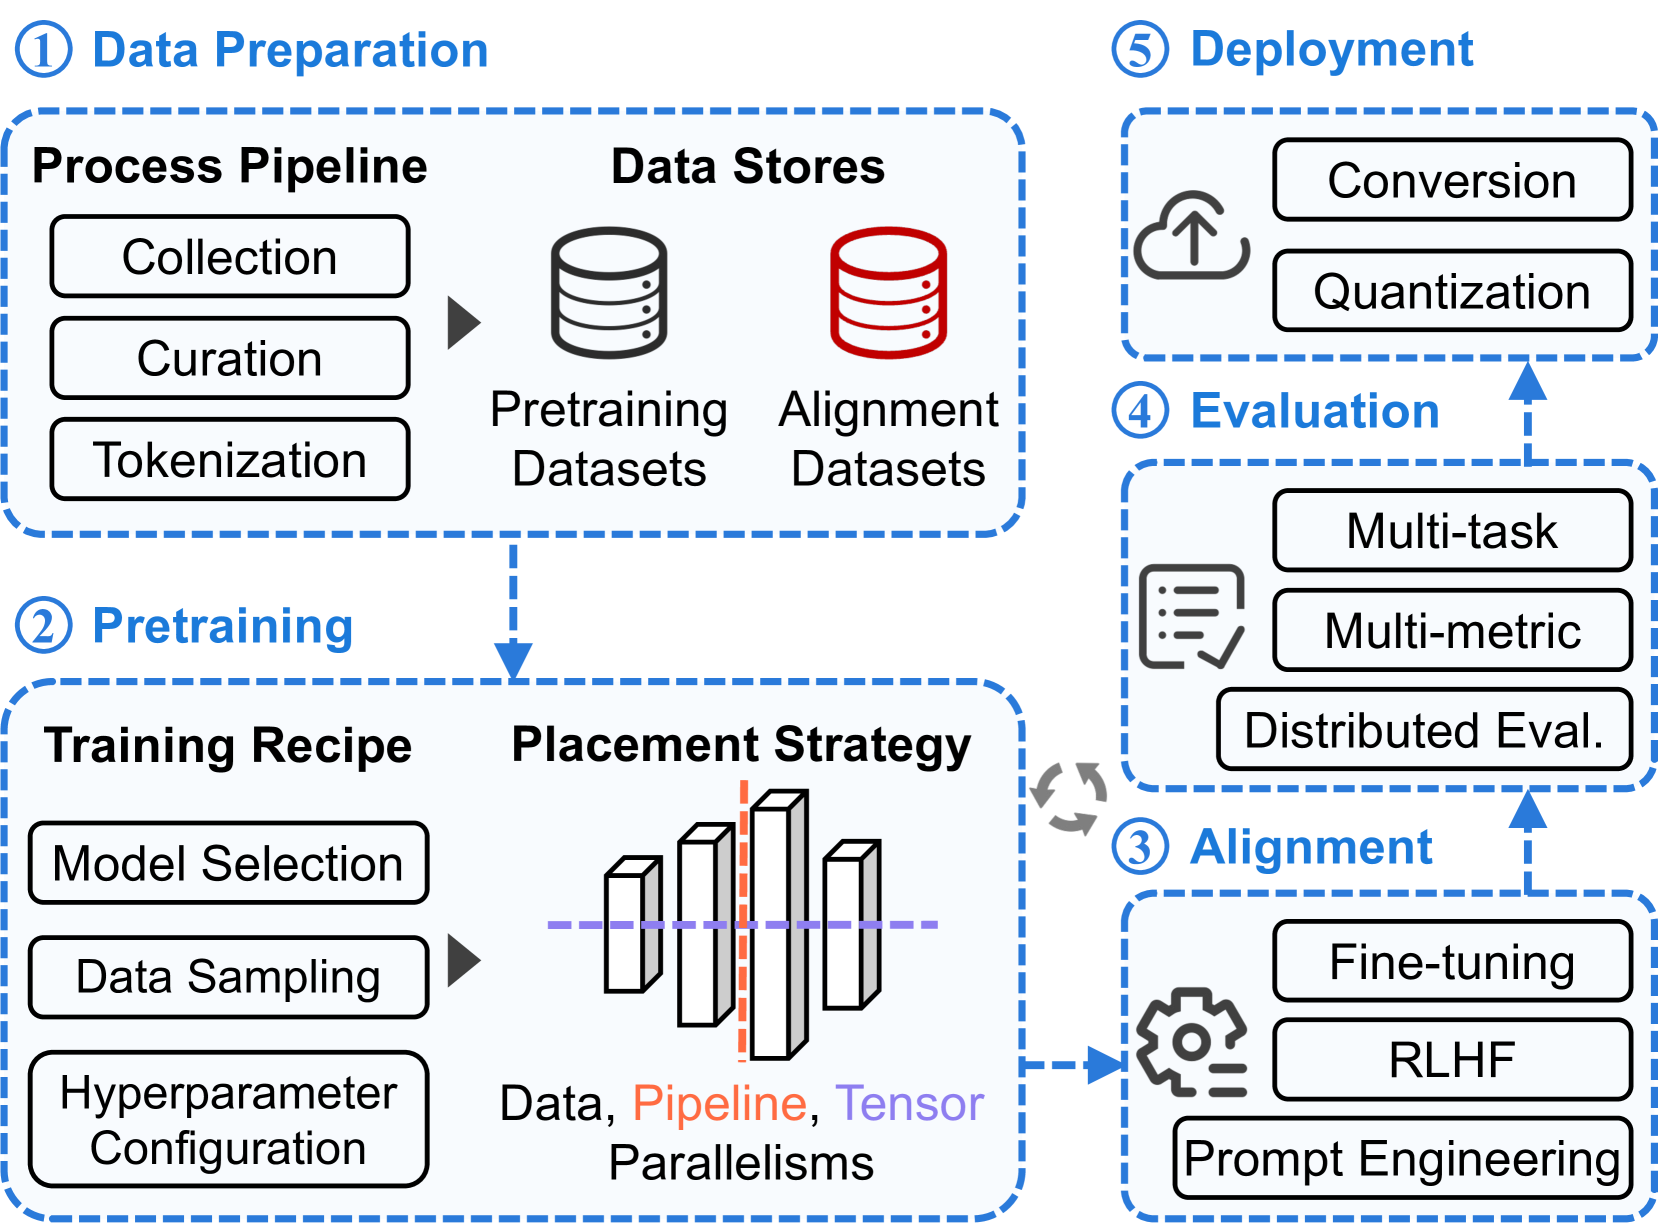 ① Data Preparation
Process Pipeline
Collection
Curation
Tokenization
Data Stores
Pretraining
Datasets
Alignment
Datasets
② Pretraining
Training Recipe
Model Selection
Data Sampling
Hyperparameter
Configuration
Placement Strategy
Data, Pipeline, Tensor
Parallelisms
③ Alignment
Fine-tuning
RLHF
Prompt Engineering
④ Evaluation
Multi-task
Multi-metric
Distributed Eval.
⑤ Deployment
Conversion
Quantization